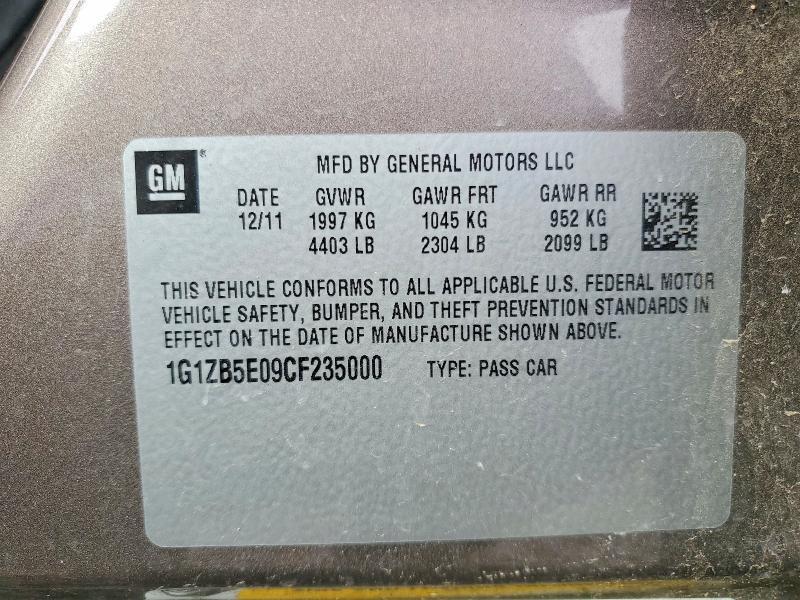 GM
MFD BY GENERAL MOTORS LLC
DATE GVWR GAWR FRT GAWR RR
12/11 1997 KG 1045 KG 952 KG
4403 LB 2304 LB 2099 LB
THIS VEHICLE CONFORMS TO ALL APPLICABLE U.S. FEDERAL MOTOR
VEHICLE SAFETY, BUMPER, AND THEFT PREVENTION STANDARDS IN
EFFECT ON THE DATE OF MANUFACTURE SHOWN ABOVE.
1G1ZB5E09CF235000 TYPE: PASS CAR